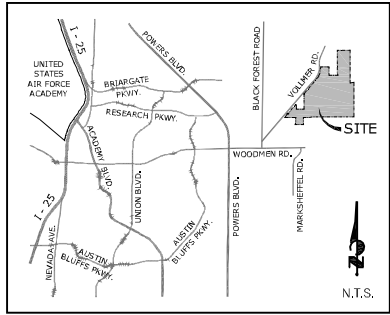 I - 25
UNITED
STATES
AIR FORCE
ACADEMY
POWERS BLVD.
BLACK FOREST ROAD
VOLLMER RD.
BRIARGATE
PKWY.
RESEARCH PKWY.
SITE
ACADEMY
BLVD.
WOODMEN RD.
UNION BLVD.
POWERS BLVD.
MARKSHEFFEL RD.
I - 25
NEVADA AVE.
AUSTIN
BLUFFS PKWY.
AUSTIN
BLUFFS PKWY.
N.T.S.